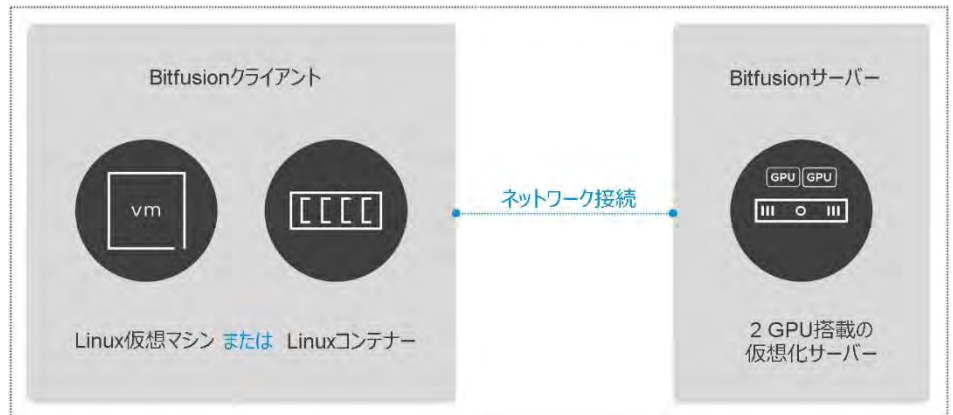 Bitfusionクライアント
Bitfusionサーバー
vm
GPU GPU
ネットワーク接続
Linux仮想マシン または Linuxコンテナー
2 GPU搭載の
仮想化サーバー